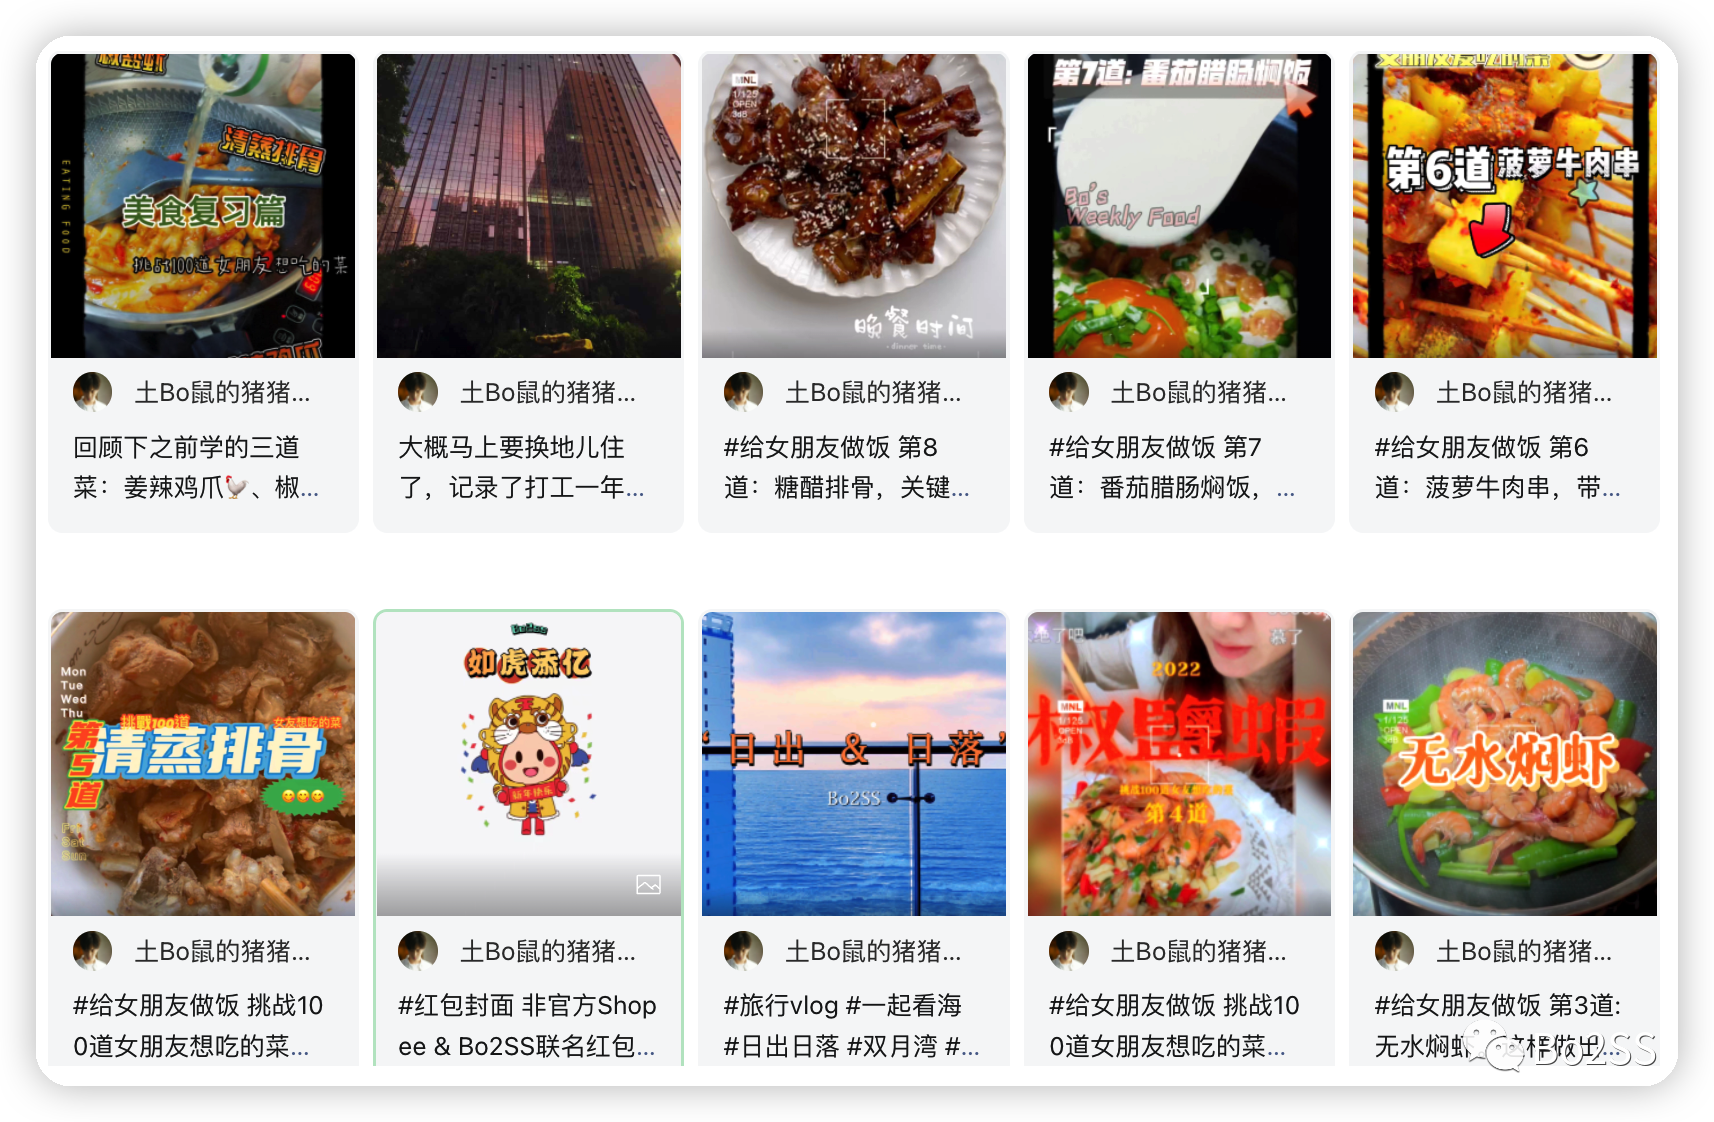 清蒸排骨
EATING FOOD
美食复习篇
挑战100道女朋友想吃的菜
土Bo鼠的猪猪...
回顾下之前学的三道
菜：姜辣鸡爪🐓、椒...
土Bo鼠的猪猪...
大概马上要换地儿住
了，记录了打工一年...
MNL
1/125
OPEN
3dB
晚餐时间
·dinner time·
土Bo鼠的猪猪...
#给女朋友做饭 第8
道：糖醋排骨，关键...
第7道: 番茄腊肠焖饭
Bo's
Weekly Food
土Bo鼠的猪猪...
#给女朋友做饭 第7
道：番茄腊肠焖饭，...
第6道菠萝牛肉串
土Bo鼠的猪猪...
#给女朋友做饭 第6
道：菠萝牛肉串，带...
Mon
Tue
Wed
Thu
挑戰100道
女友想吃的菜
第5道
清蒸排骨
Fri
Sat
Sun
土Bo鼠的猪猪...
#给女朋友做饭 挑战10
0道女朋友想吃的菜...
Bo2SS
如虎添亿
新年快乐
土Bo鼠的猪猪...
#红包封面 非官方Shop
ee & Bo2SS联名红包...
“日出 & 日落”
Bo2SS
土Bo鼠的猪猪...
#旅行vlog #一起看海
#日出日落 #双月湾 #...
2022
MNL
1/125
椒鹽蝦
挑战100道女友想吃的菜
第4道
土Bo鼠的猪猪...
#给女朋友做饭 挑战10
0道女朋友想吃的菜...
MNL
1/125
OPEN
无水焖虾
土Bo鼠的猪猪...
#给女朋友做饭 第3道:
无水焖虾，这样做出...
Bo2SS